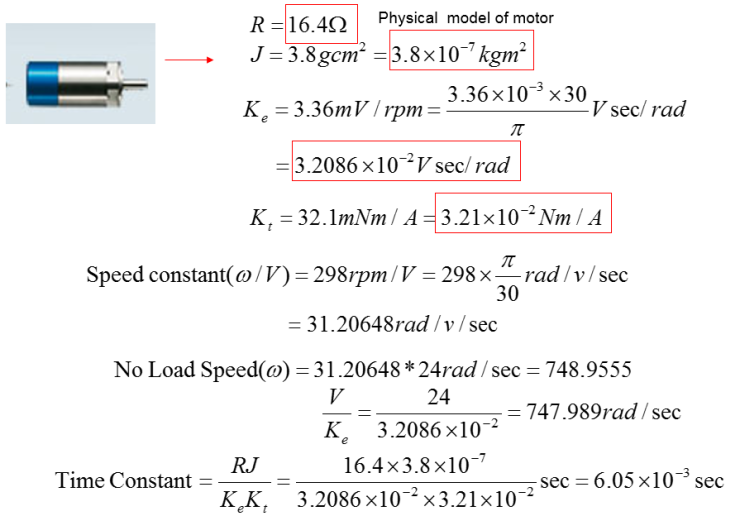 R = 16.4Ω Physical model of motor
J = 3.8gcm² = 3.8×10⁻⁷ kgm²
Kₑ = 3.36mV / rpm = (3.36×10⁻³ ×30)/π V sec/ rad
= 3.2086×10⁻² V sec/ rad
Kₜ = 32.1mNm / A = 3.21×10⁻² Nm / A
Speed constant(ω/V) = 298rpm/V = 298× π/30 rad / v / sec
= 31.20648rad / v / sec
No Load Speed(ω) = 31.20648 * 24rad / sec = 748.9555
V/Kₑ = 24/(3.2086×10⁻²) = 747.989rad / sec
Time Constant = RJ/(KₑKₜ) = (16.4×3.8×10⁻⁷)/(3.2086×10⁻² ×3.21×10⁻²) sec = 6.05×10⁻³ sec